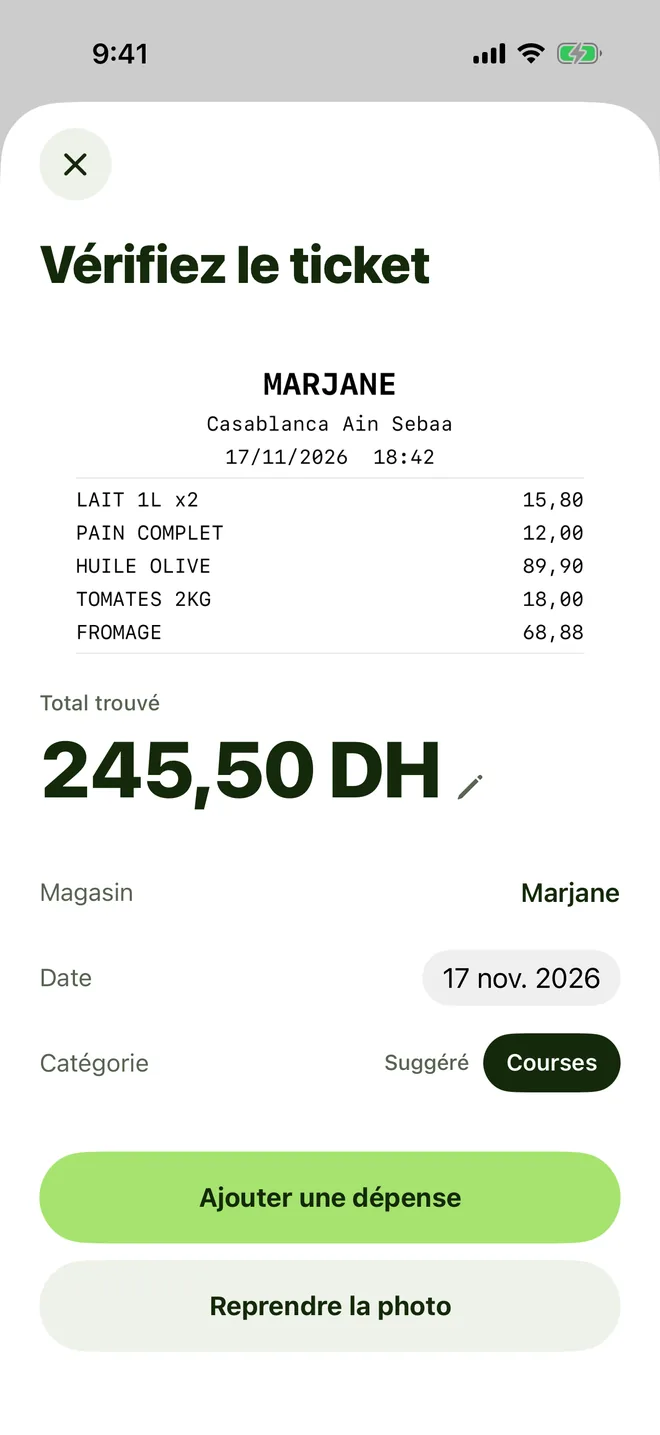 9:41
Vérifiez le ticket
MARJANE
Casablanca Ain Sebaa
17/11/2026 18:42
LAIT 1L x2 15,80
PAIN COMPLET 12,00
HUILE OLIVE 89,90
TOMATES 2KG 18,00
FROMAGE 68,88
Total trouvé
245,50 DH
Magasin Marjane
Date 17 nov. 2026
Catégorie Suggéré Courses
Ajouter une dépense
Reprendre la photo